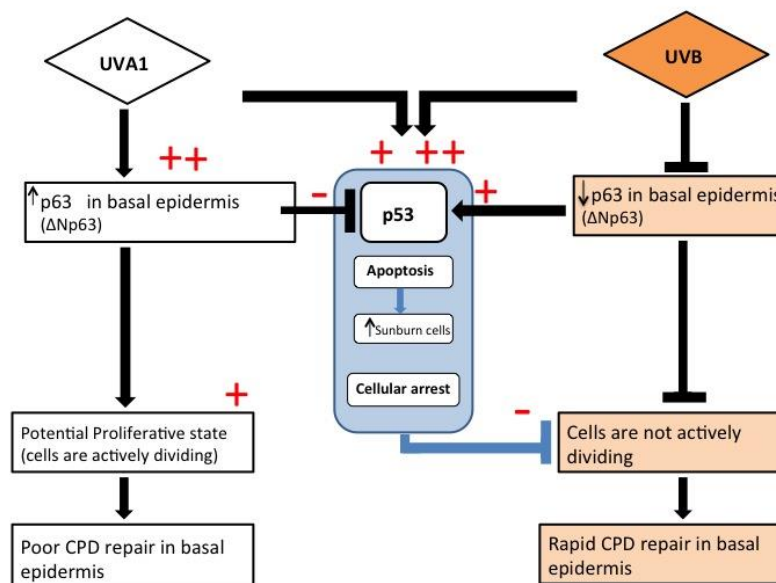 UVA1
UVB
++
+
++
↑p63 in basal epidermis
(ΔNp63)
-
p53
+
↓p63 in basal epidermis
(ΔNp63)
Apoptosis
↑Sunburn cells
Cellular arrest
+
Potential Proliferative state
(cells are actively dividing)
-
Cells are not actively
dividing
Poor CPD repair in basal
epidermis
Rapid CPD repair in basal
epidermis